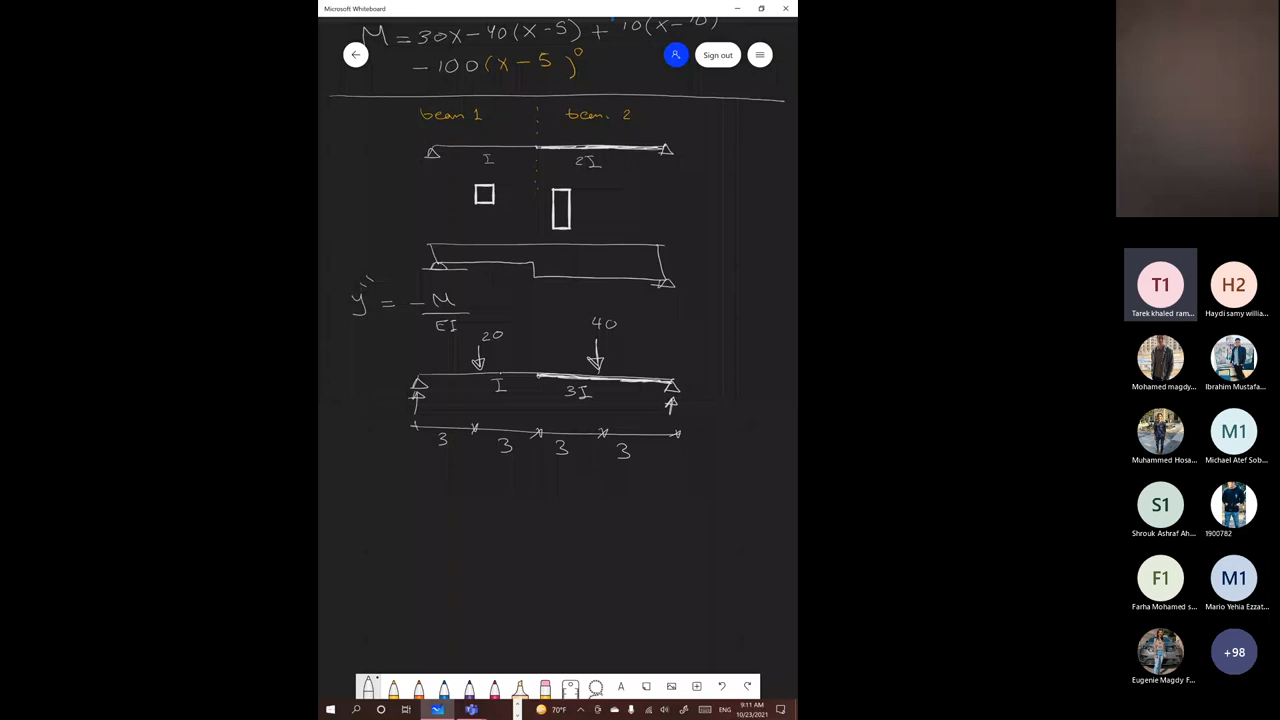 Microsoft Whiteboard
M = 30x - 40(x-5) + 10(x-10)
- 100(x-5)⁰
Sign out
beam 1
beam. 2
I
2I
y'' = - M
EI
20
40
I
3I
3
3
3
3
T1
Tarek khaled ram...
H2
Haydi samy willia...
Mohamed magdy...
Ibrahim Mustafa...
Muhammed Hosa...
M1
Michael Atef Sob...
S1
Shrouk Ashraf Ah...
1900782
F1
Farha Mohamed s...
M1
Mario Yehia Ezzat...
Eugenie Magdy F...
+98
A
70°F
ENG
9:11 AM
10/23/2021